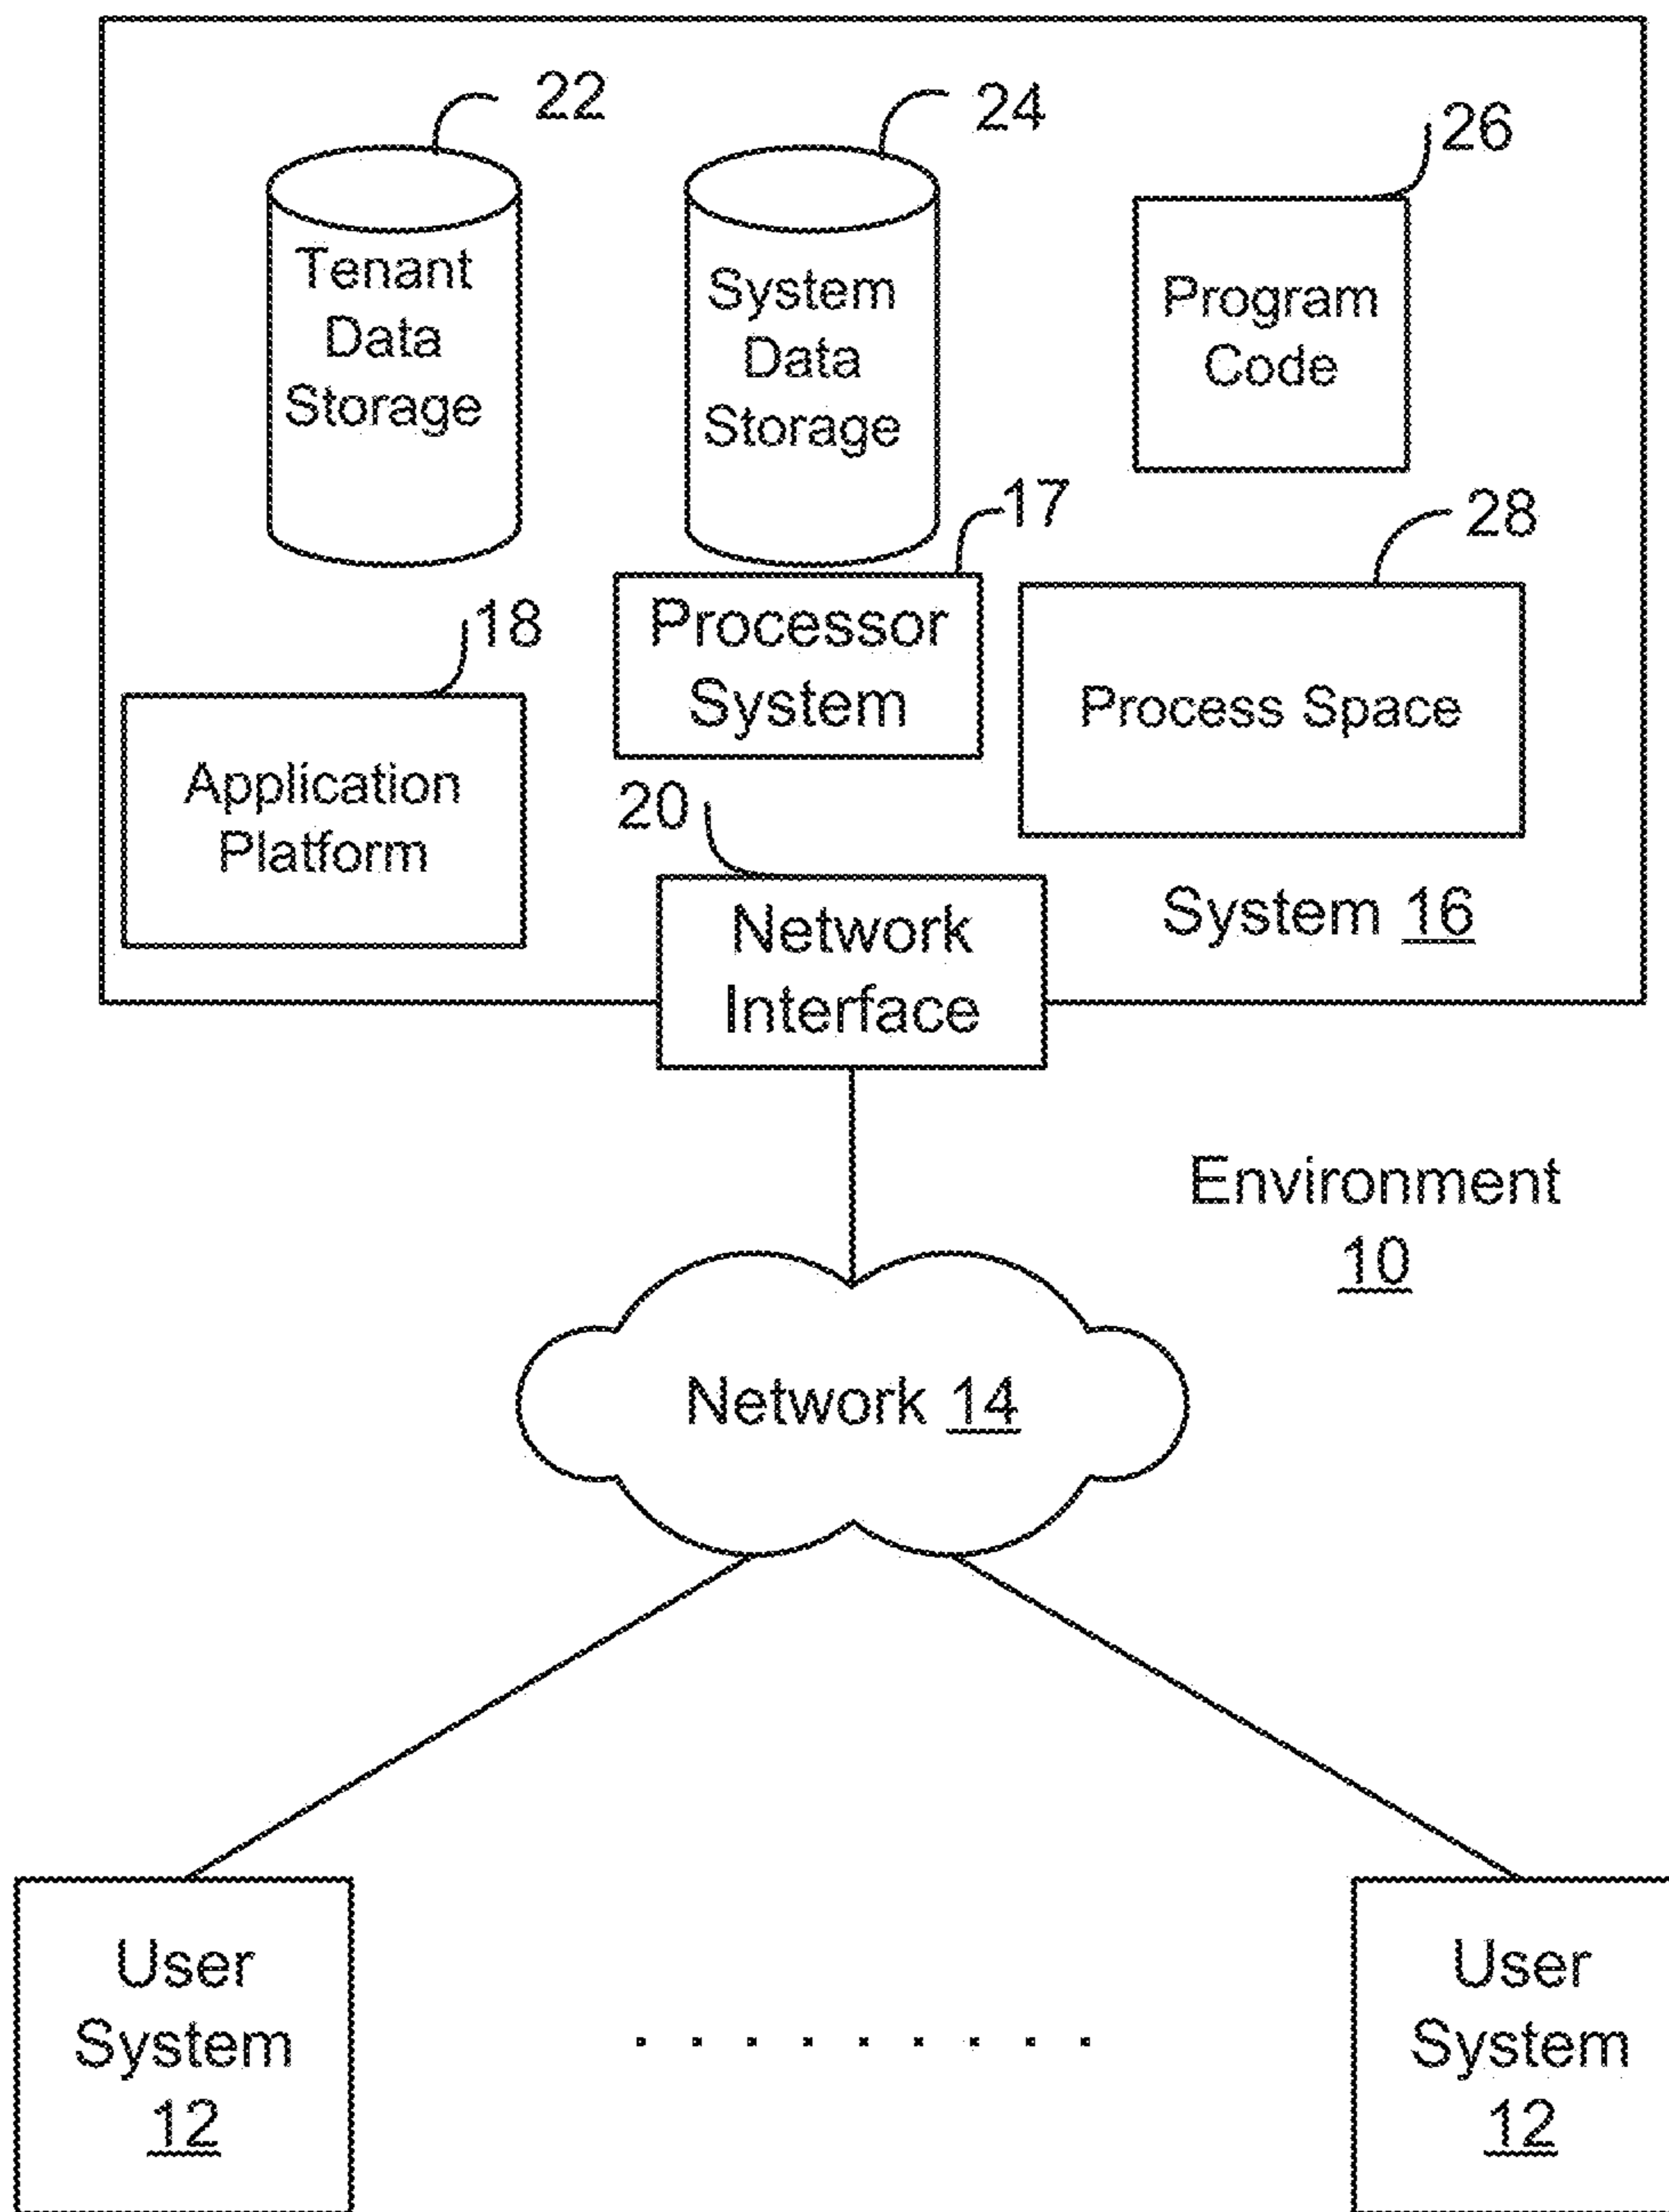 22
24
26
Tenant
Data
Storage
System
Data
Storage
Program
Code
17
28
18
Processor
System
Process Space
Application
Platform
20
Network
Interface
System 16
Environment
10
Network 14
User
System
12
. . . . . . . . .
User
System
12